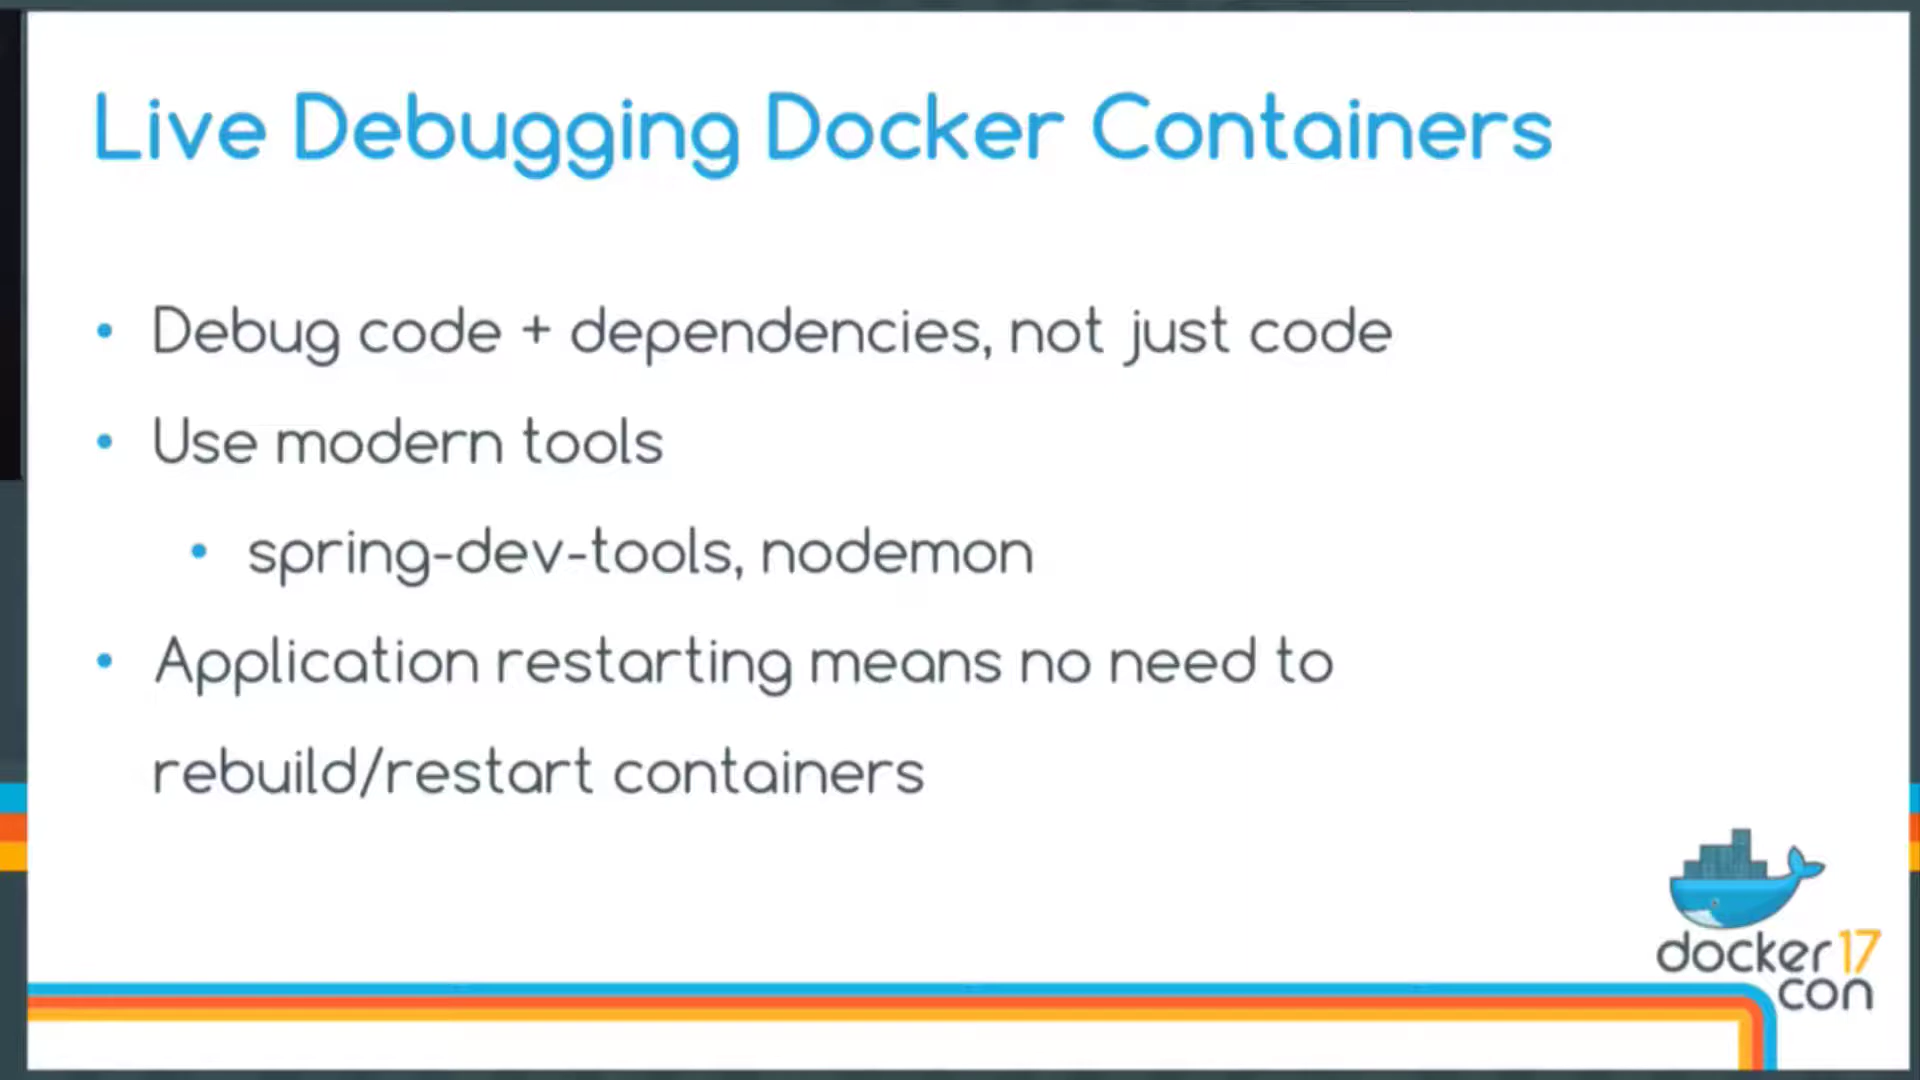 Live Debugging Docker Containers
• Debug code + dependencies, not just code
• Use modern tools
• spring-dev-tools, nodemon
• Application restarting means no need to
rebuild/restart containers
docker 17
con